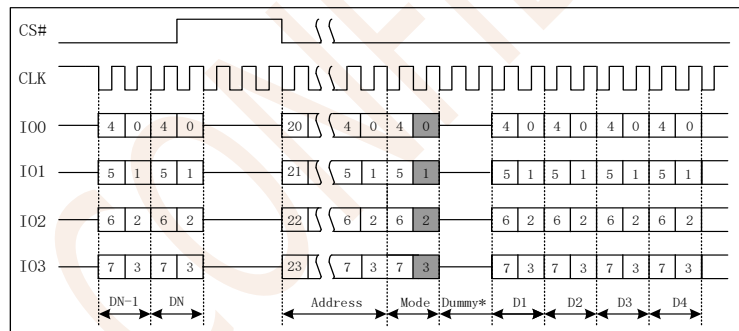 CS#
CLK
IO0 4 0 4 0 20 4 0 4 0 4 0 4 0 4 0 4 0
IO1 5 1 5 1 21 5 1 5 1 5 1 5 1 5 1 5 1
IO2 6 2 6 2 22 6 2 6 2 6 2 6 2 6 2 6 2
IO3 7 3 7 3 23 7 3 7 3 7 3 7 3 7 3 7 3
DN-1 DN Address Mode Dummy* D1 D2 D3 D4